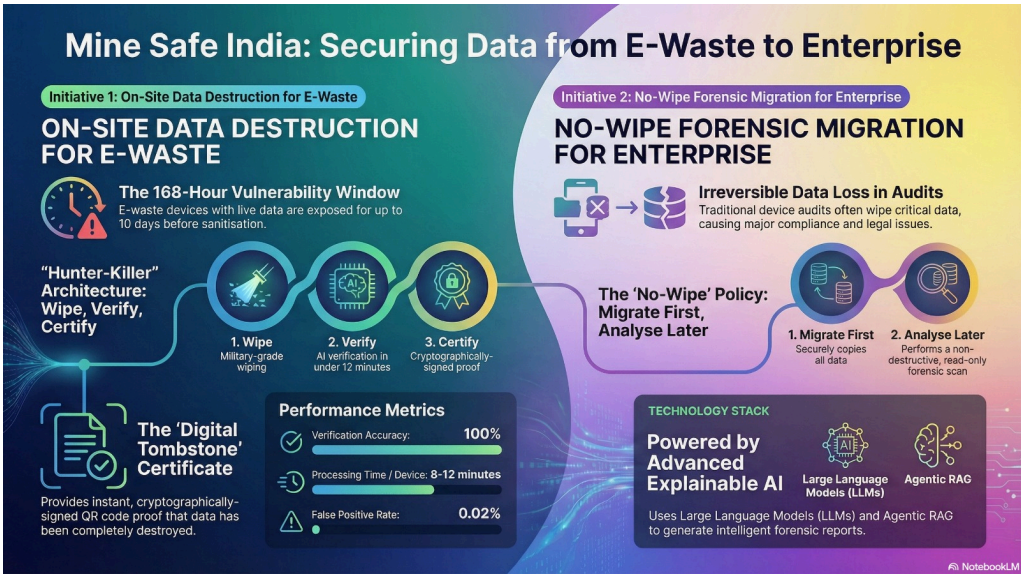 Mine Safe India: Securing Data from E-Waste to Enterprise
Initiative 1: On-Site Data Destruction for E-Waste
ON-SITE DATA DESTRUCTION
FOR E-WASTE
The 168-Hour Vulnerability Window
E-waste devices with live data are exposed for up to
10 days before sanitisation.
"Hunter-Killer"
Architecture:
Wipe, Verify,
Certify
1. Wipe
Military-grade
wiping
AI
2. Verify
AI verification in
under 12 minutes
3. Certify
Cryptographically-
signed proof
The 'Digital
Tombstone'
Certificate
Provides instant, cryptographically-
signed QR code proof that data has
been completely destroyed.
Performance Metrics
Verification Accuracy: 100%
Processing Time / Device: 8-12 minutes
False Positive Rate: 0.02%
Initiative 2: No-Wipe Forensic Migration for Enterprise
NO-WIPE FORENSIC MIGRATION
FOR ENTERPRISE
Irreversible Data Loss in Audits
Traditional device audits often wipe critical data,
causing major compliance and legal issues.
The 'No-Wipe' Policy:
Migrate First,
Analyse Later
1. Migrate First
Securely copies
all data
2. Analyse Later
Performs a non-
destructive, read-only
forensic scan
TECHNOLOGY STACK
Powered by
Advanced
Explainable AI
AI
Large Language
Models (LLMs)
Agentic RAG
Uses Large Language Models (LLMs) and Agentic RAG
to generate intelligent forensic reports.
NotebookLM